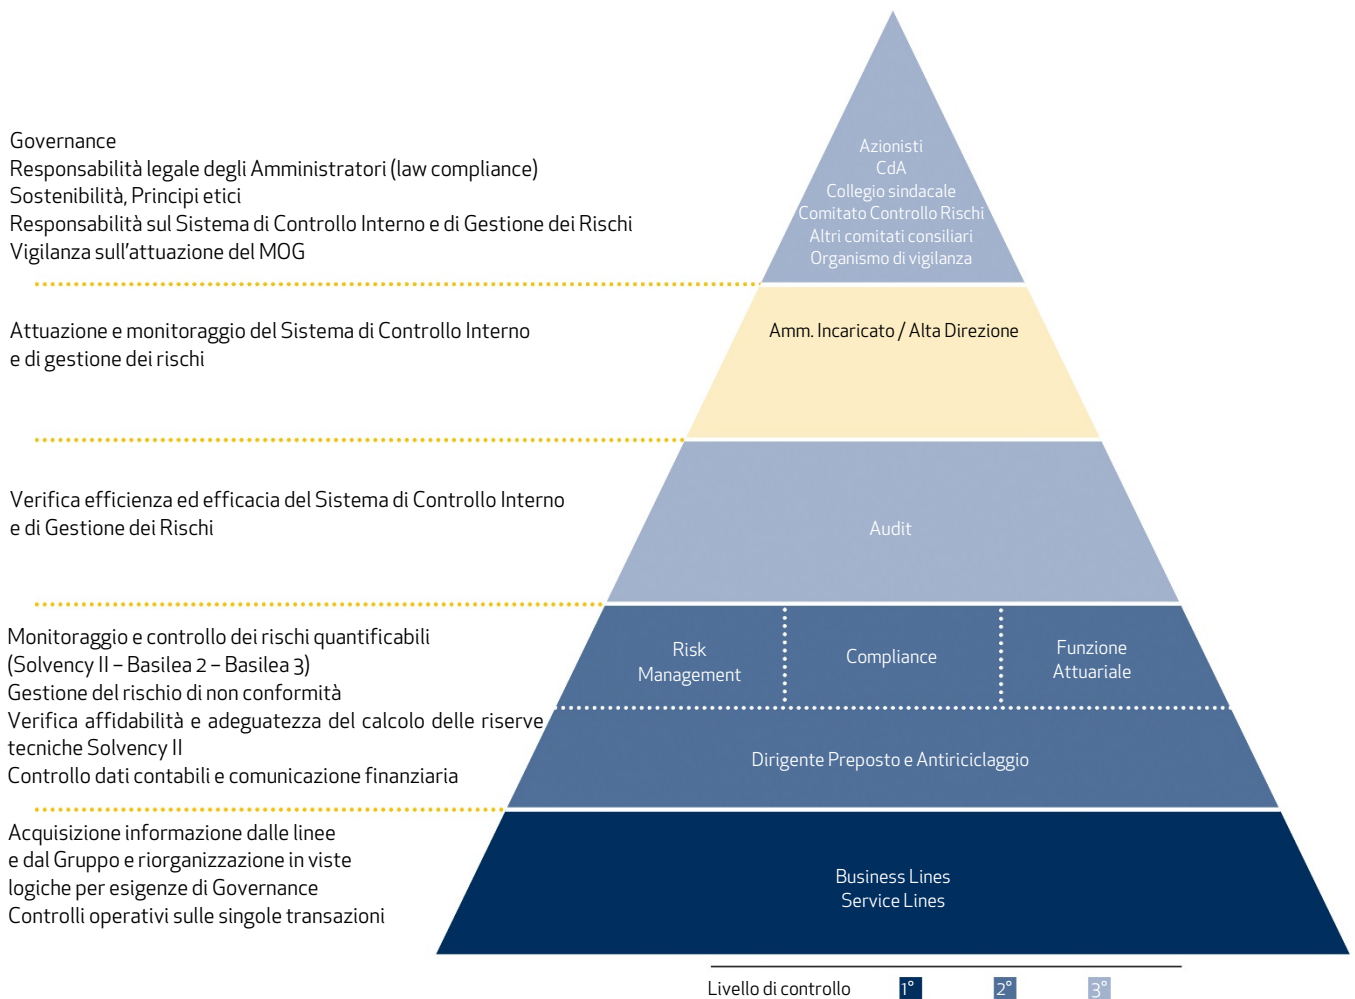 Governance
Responsabilità legale degli Amministratori (law compliance)
Sostenibilità, Principi etici
Responsabilità sul Sistema di Controllo Interno e di Gestione dei Rischi
Vigilanza sull'attuazione del MOG
Azionisti
CdA
Collegio sindacale
Comitato Controllo Rischi
Altri comitati consiliari
Organismo di vigilanza
Attuazione e monitoraggio del Sistema di Controllo Interno
e di gestione dei rischi
Amm. Incaricato / Alta Direzione
Verifica efficienza ed efficacia del Sistema di Controllo Interno
e di Gestione dei Rischi
Audit
Monitoraggio e controllo dei rischi quantificabili
(Solvency II – Basilea 2 – Basilea 3)
Gestione del rischio di non conformità
Verifica affidabilità e adeguatezza del calcolo delle riserve
tecniche Solvency II
Controllo dati contabili e comunicazione finanziaria
Risk
Management
Compliance
Funzione
Attuariale
Dirigente Preposto e Antiriciclaggio
Acquisizione informazione dalle linee
e dal Gruppo e riorganizzazione in viste
logiche per esigenze di Governance
Controlli operativi sulle singole transazioni
Business Lines
Service Lines
Livello di controllo 1° 2° 3°